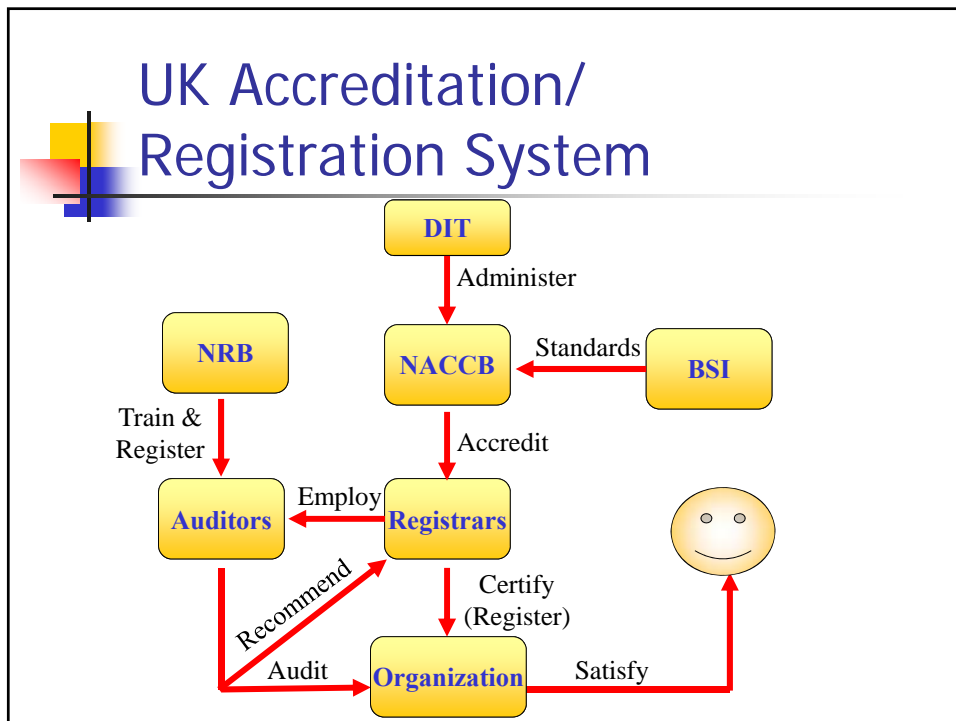 UK Accreditation/
Registration System
DIT
Administer
NRB
NACCB
Standards
BSI
Train &
Register
Accredit
Auditors
Employ
Registrars
Recommend
Certify
(Register)
Audit
Organization
Satisfy